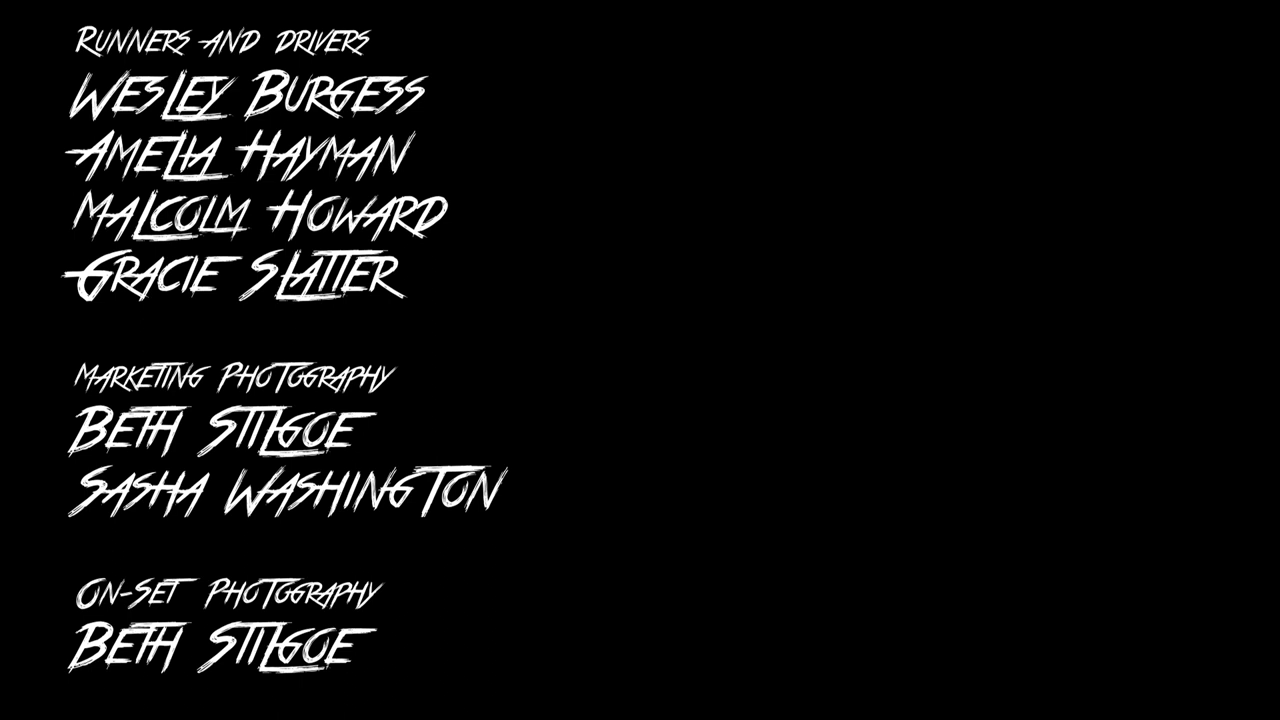 Runners and drivers
Wesley Burgess
Amelia Hayman
Malcolm Howard
Gracie Slatter
Marketing Photography
Beth Stilgoe
Sasha Washington
On-Set Photography
Beth Stilgoe